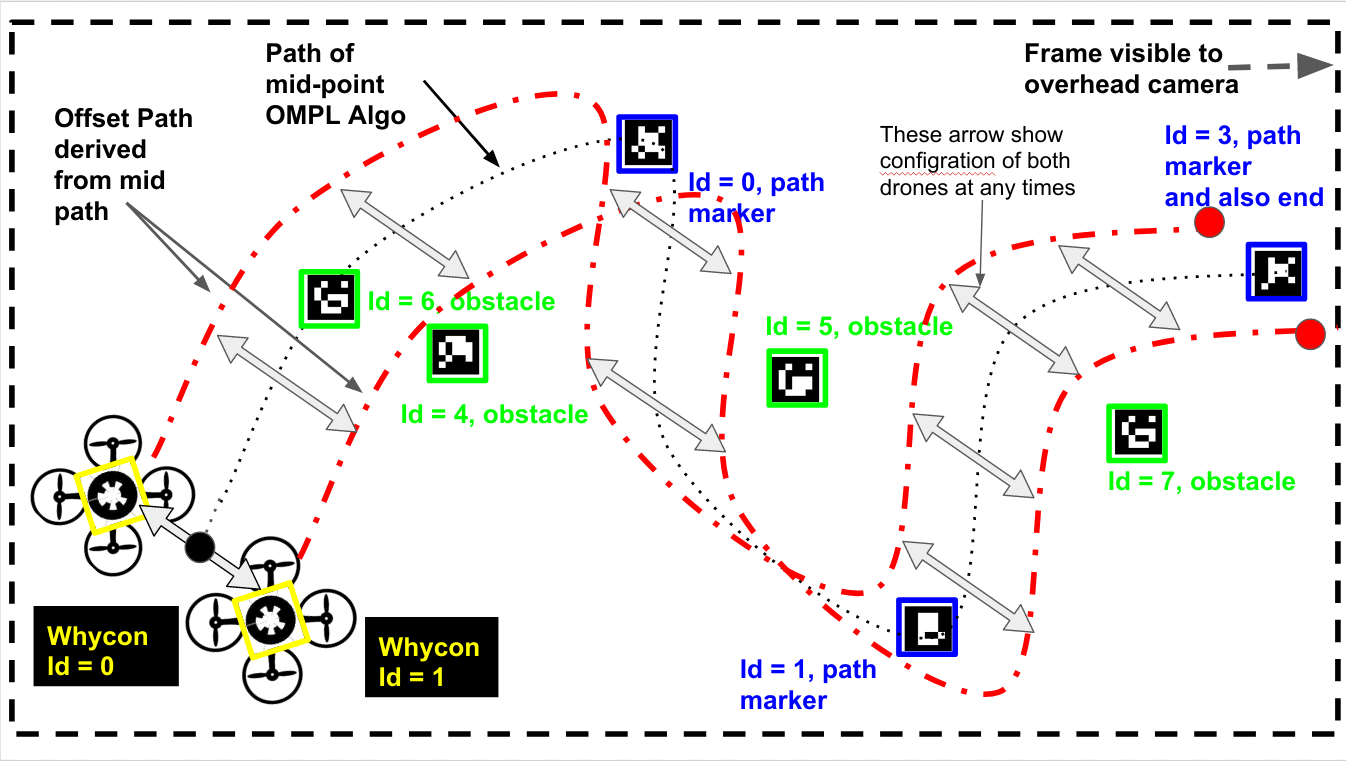 Path of
mid-point
OMPL Algo
Frame visible to
overhead camera
Offset Path
derived
from mid
path
These arrow show
configration of both
drones at any times
Id = 3, path
marker
and also end
Id = 0, path
marker
Id = 6, obstacle
Id = 5, obstacle
Id = 4, obstacle
Id = 7, obstacle
Whycon
Id = 0
Whycon
Id = 1
Id = 1, path
marker